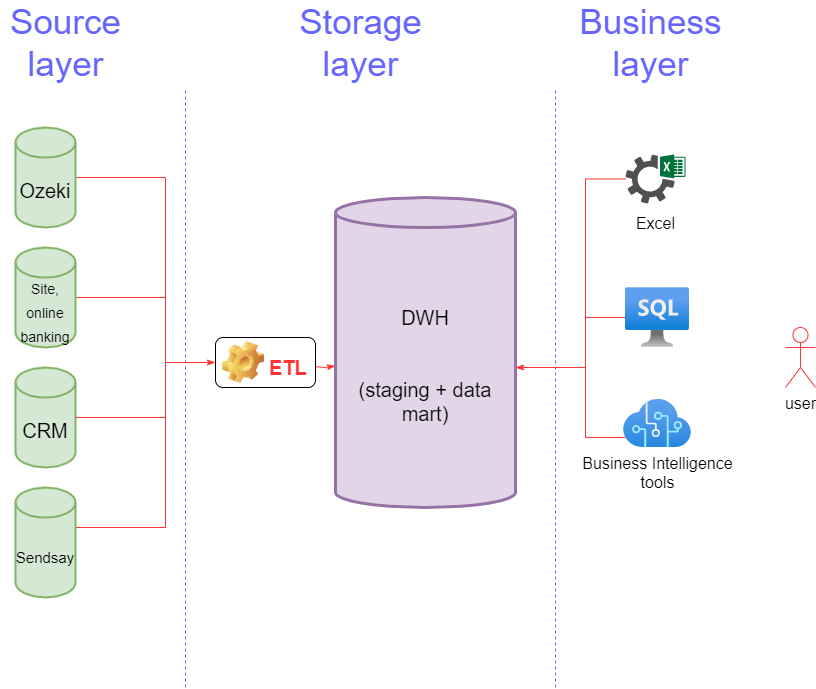 Source
layer
Storage
layer
Business
layer
Ozeki
Site,
online
banking
CRM
Sendsay
ETL
DWH
(staging + data
mart)
X
Excel
SQL
Business Intelligence
tools
user